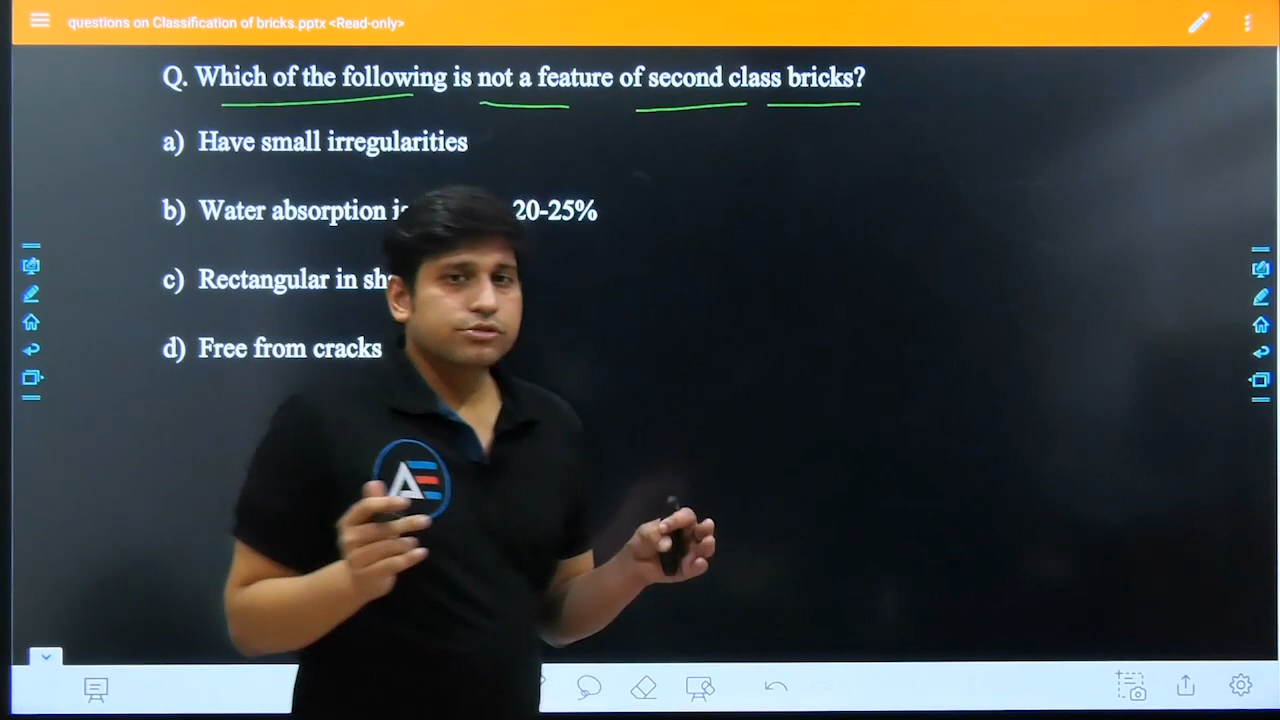 questions on Classification of bricks.pptx <Read-only>
Q. Which of the following is not a feature of second class bricks?
a) Have small irregularities
b) Water absorption 20-25%
c) Rectangular in
d) Free from cracks
AE